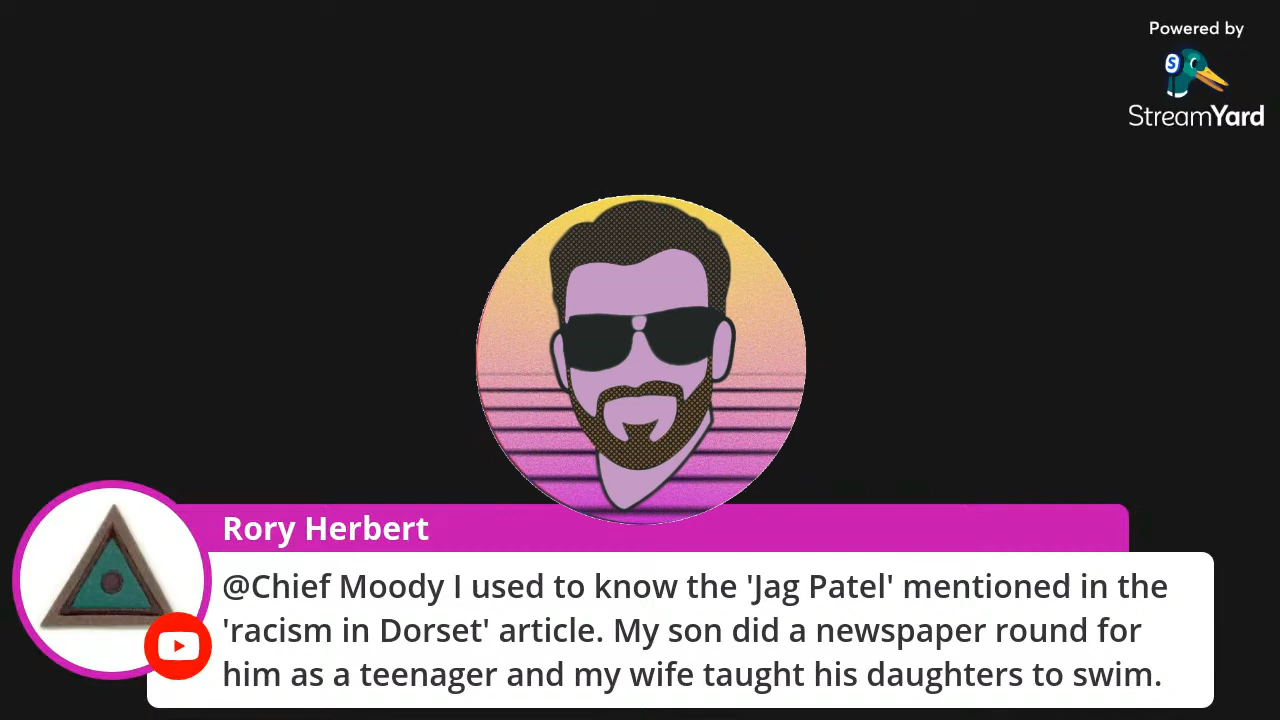 Powered by
S
StreamYard
Rory Herbert
@Chief Moody I used to know the 'Jag Patel' mentioned in the
'racism in Dorset' article. My son did a newspaper round for
him as a teenager and my wife taught his daughters to swim.